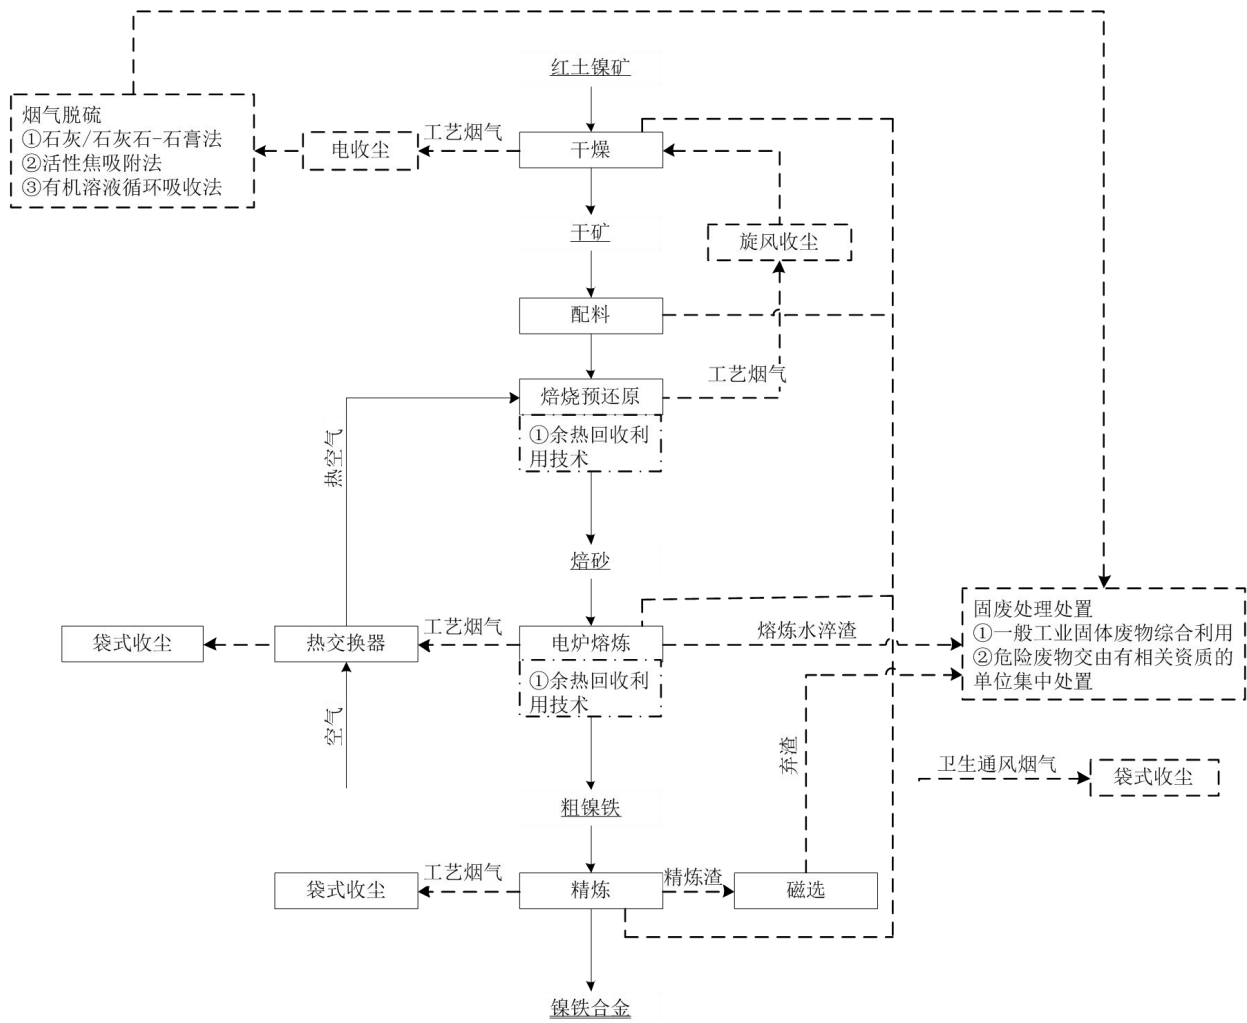 红土镍矿
烟气脱硫
①石灰/石灰石-石膏法
②活性焦吸附法
③有机溶液循环吸收法
电收尘
工艺烟气
干燥
干矿
旋风收尘
配料
工艺烟气
焙烧预还原
①余热回收利
用技术
热空气
焙砂
袋式收尘
热交换器
工艺烟气
电炉熔炼
①余热回收利
用技术
熔炼水淬渣
固废处理处置
①一般工业固体废物综合利用
②危险废物交由有相关资质的
单位集中处置
空气
弃渣
卫生通风烟气
袋式收尘
粗镍铁
袋式收尘
工艺烟气
精炼
精炼渣
磁选
镍铁合金